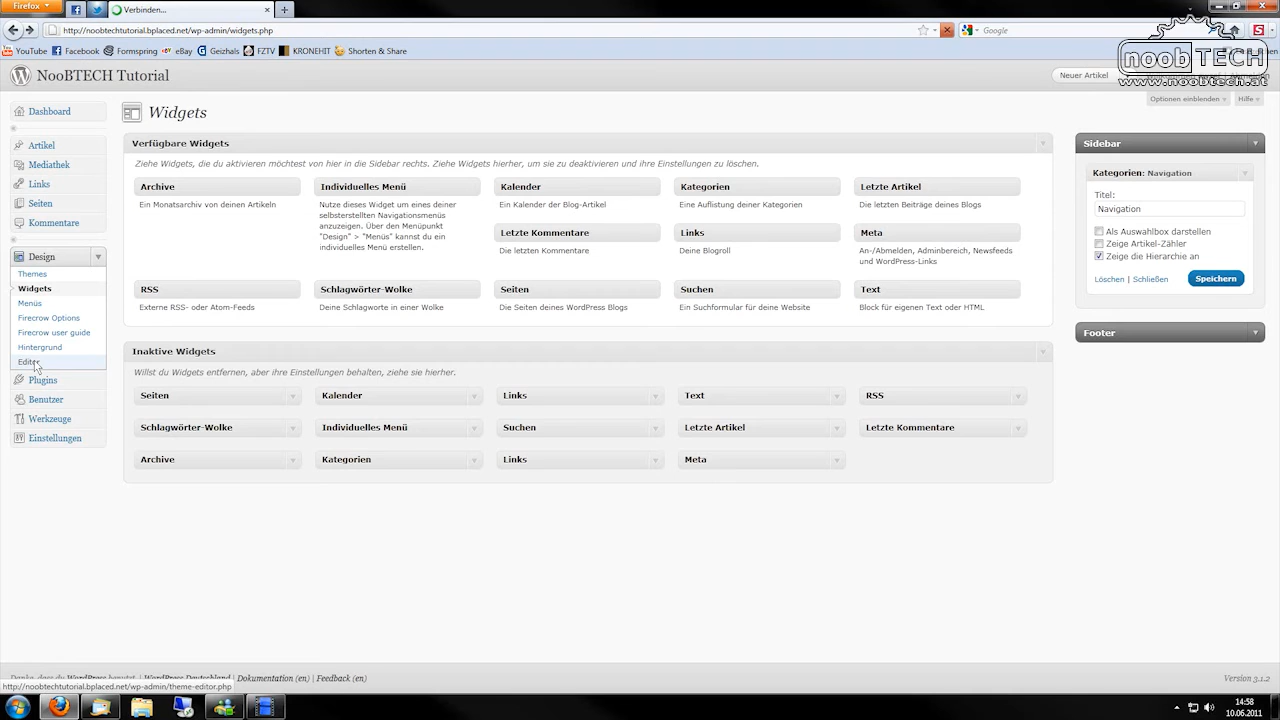 Firefox
Verbinden...
http://noobtechtutorial.bplaced.net/wp-admin/widgets.php
Google
YouTube Facebook Formspring eBay Geizhals FZTV KRONEHIT Shorten & Share
noob TECH
www.noobtech.at
NooBTECH Tutorial
Neuer Artikel
Optionen einblenden Hilfe
Dashboard
Artikel
Mediathek
Links
Seiten
Kommentare
Design
Themes
Widgets
Menüs
Firecrow Options
Firecrow user guide
Hintergrund
Editor
Plugins
Benutzer
Werkzeuge
Einstellungen
Widgets
Verfügbare Widgets
Ziehe Widgets, die du aktivieren möchtest von hier in die Sidebar rechts. Ziehe Widgets hierher, um sie zu deaktivieren und ihre Einstellungen zu löschen.
Archive
Ein Monatsarchiv von deinen Artikeln
Individuelles Menü
Nutze dieses Widget um eines deiner
selbsterstellten Navigationsmenüs
anzuzeigen. Über den Menüpunkt
"Design" > "Menüs" kannst du ein
individuelles Menü erstellen.
Kalender
Ein Kalender der Blog-Artikel
Kategorien
Eine Auflistung deiner Kategorien
Letzte Artikel
Die letzten Beiträge deines Blogs
Letzte Kommentare
Die letzten Kommentare
Links
Deine Blogroll
Meta
An-/Abmelden, Adminbereich, Newsfeeds
und WordPress-Links
RSS
Externe RSS- oder Atom-Feeds
Schlagwörter-Wolke
Deine Schlagworte in einer Wolke
Seiten
Die Seiten deines WordPress Blogs
Suchen
Ein Suchformular für deine Website
Text
Block für eigenen Text oder HTML
Inaktive Widgets
Willst du Widgets entfernen, aber ihre Einstellungen behalten, ziehe sie hierher.
Seiten Kalender Links Text RSS
Schlagwörter-Wolke Individuelles Menü Suchen Letzte Artikel Letzte Kommentare
Archive Kategorien Links Meta
Sidebar
Kategorien: Navigation
Titel:
Navigation
Als Auswahlbox darstellen
Zeige Artikel-Zähler
Zeige die Hierarchie an
Löschen | Schließen Speichern
Footer
Danke, dass du WordPress benutzt. | WordPress Deutschland | Dokumentation (en) | Feedback (en)
Version 3.1.2
http://noobtechtutorial.bplaced.net/wp-admin/theme-editor.php
14:58
10.06.2011